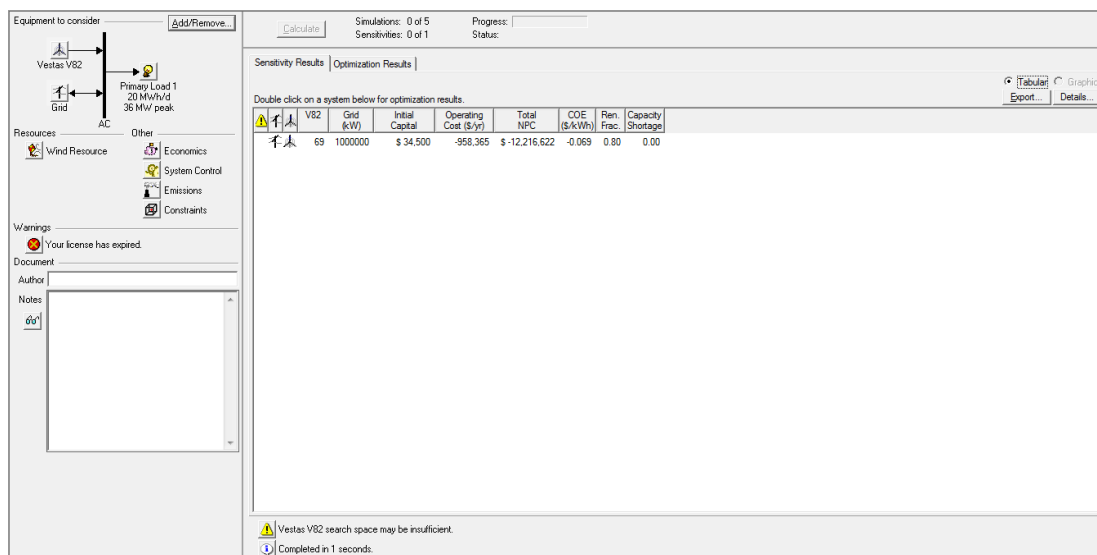 Equipment to consider
Add/Remove...
Vestas V82
Grid
AC
Primary Load 1
20 MWh/d
36 MW peak
Resources
Other
Wind Resource
Economics
System Control
Emissions
Constraints
Warnings
Your license has expired.
Document
Author
Notes
Calculate
Simulations: 0 of 5
Progress:
Sensitivities: 0 of 1
Status:
Sensitivity Results
Optimization Results
Tabular
Graphic
Double click on a system below for optimization results.
Export...
Details...
V82 Grid (kW) Initial Capital Operating Cost ($/yr) Total NPC COE ($/kWh) Ren. Frac. Capacity Shortage
69 1000000 $ 34,500 -958,365 $ -12,216,622 -0.069 0.80 0.00
Vestas V82 search space may be insufficient.
Completed in 1 seconds.